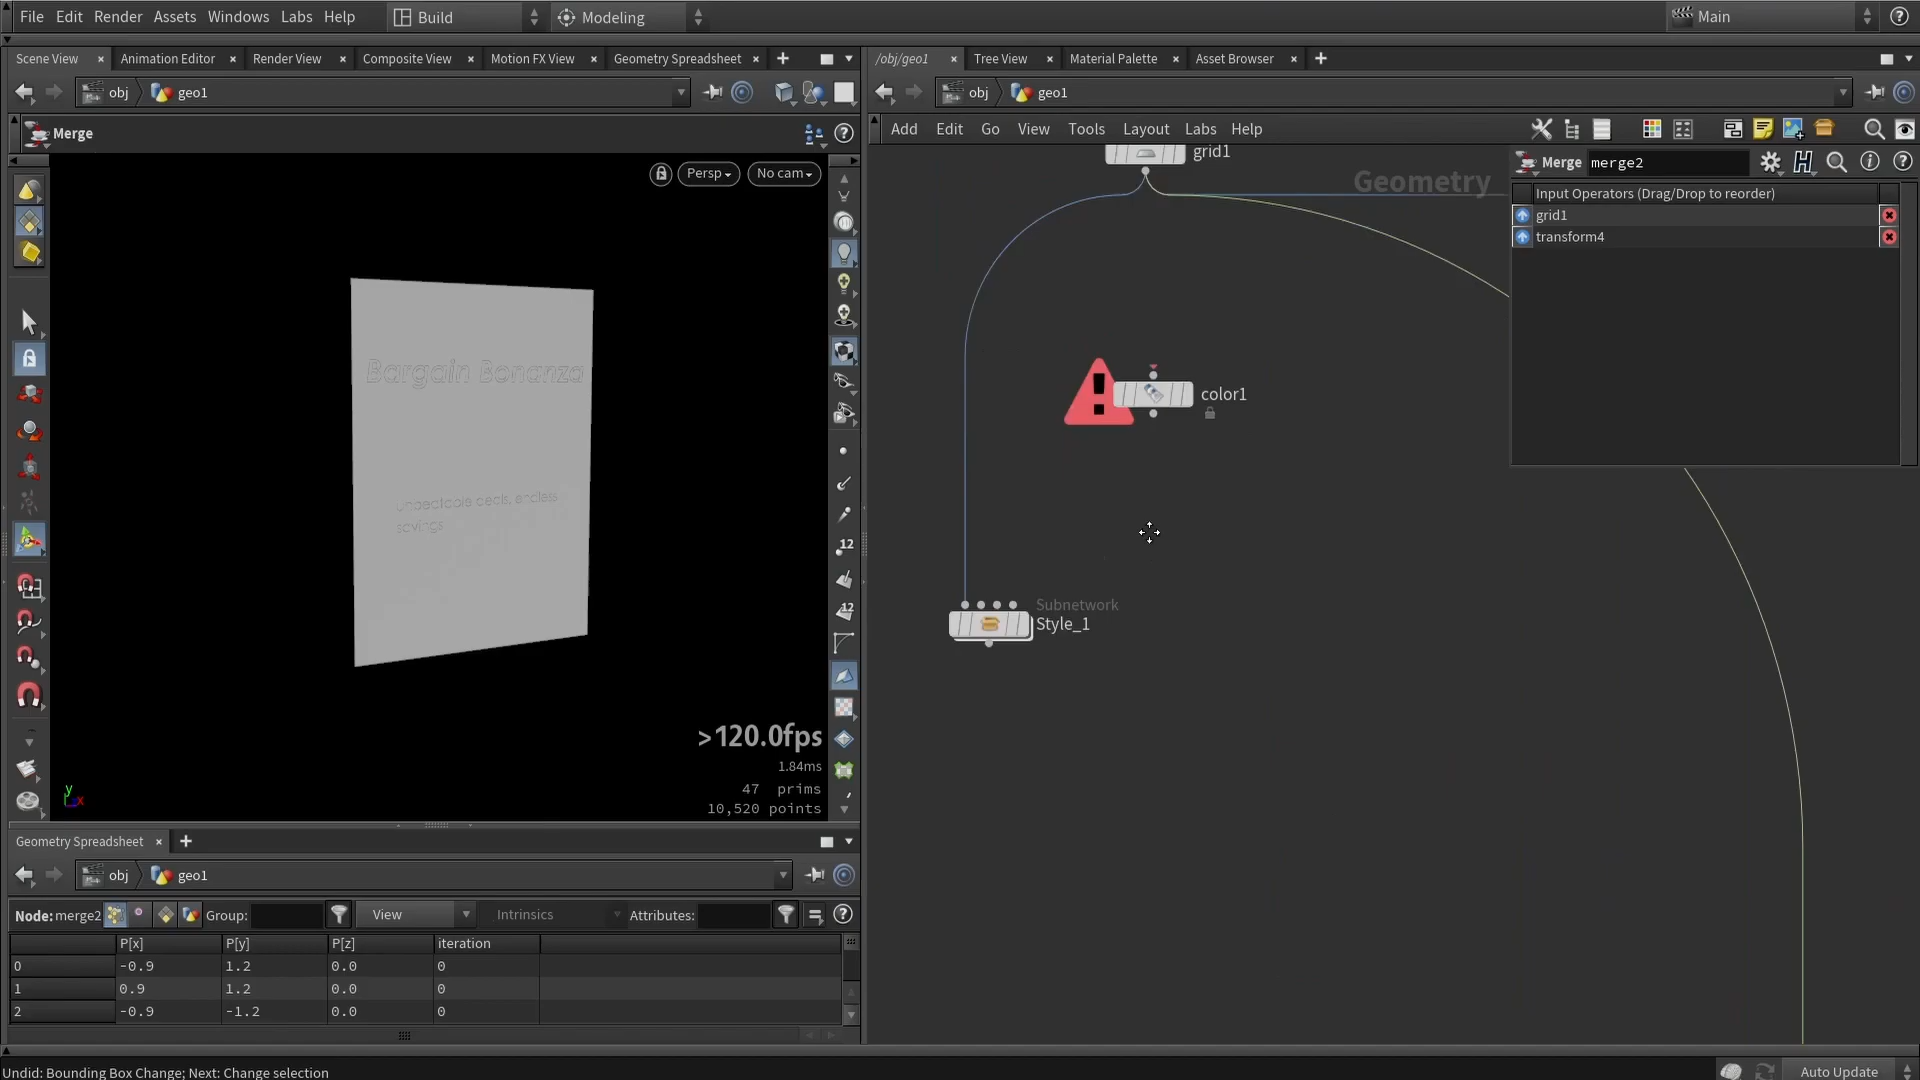 File Edit Render Assets Windows Labs Help Build Modeling Main
Scene View Animation Editor Render View Composite View Motion FX View Geometry Spreadsheet
/obj/geo1 Tree View Material Palette Asset Browser
obj geo1
obj geo1
Merge
Add Edit Go View Tools Layout Labs Help
Persp No cam
Bargain Bonanza
savings
>120.0fps
1.84ms
47 prims
10,520 points
y
x
12
12
grid1
Geometry
color1
Subnetwork
Style_1
Merge merge2
Input Operators (Drag/Drop to reorder)
grid1
transform4
Geometry Spreadsheet
obj geo1
Node: merge2 Group: View Intrinsics Attributes:
P[x] P[y] P[z] iteration
0 -0.9 1.2 0.0 0
1 0.9 1.2 0.0 0
2 -0.9 -1.2 0.0 0
Undid: Bounding Box Change; Next: Change selection
Auto Update